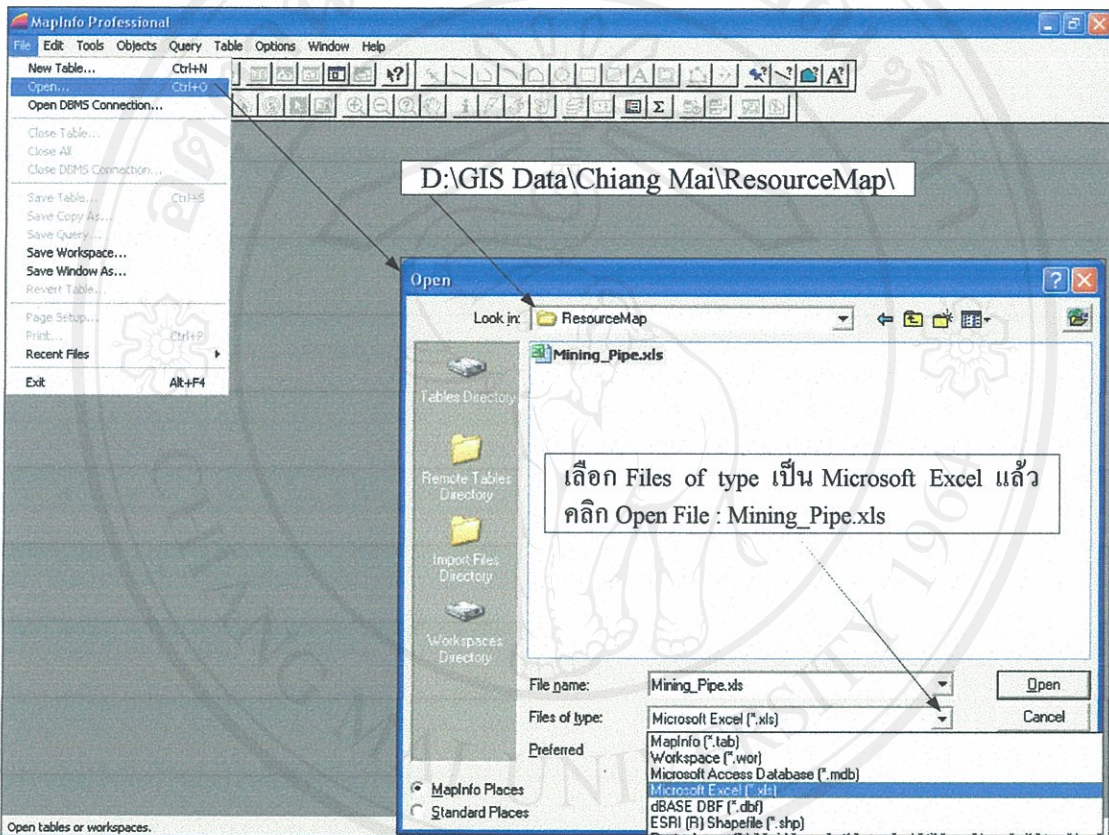 MapInfo Professional
File Edit Tools Objects Query Table Options Window Help
New Table... Ctrl+N
Open... Ctrl+O
Open DBMS Connection...
Close Table...
Close All
Close DBMS Connection...
Save Table... Ctrl+S
Save Copy As...
Save Query...
Save Workspace...
Save Window As...
Revert Table...
Page Setup...
Print... Ctrl+P
Recent Files
Exit Alt+F4
D:\GIS Data\Chiang Mai\ResourceMap\
Open
Look in: ResourceMap
Mining_Pipe.xls
Tables Directory
Remote Tables
Directory
Import Files
Directory
Workspaces
Directory
เลือก Files of type เป็น Microsoft Excel แล้ว
คลิก Open File : Mining_Pipe.xls
File name: Mining_Pipe.xls Open
Files of type: Microsoft Excel (*.xls) Cancel
Preferred
MapInfo (*.tab)
Workspace (*.wor)
Microsoft Access Database (*.mdb)
Microsoft Excel (*.xls)
dBASE DBF (*.dbf)
ESRI (R) Shapefile (*.shp)
MapInfo Places
Standard Places
Open tables or workspaces.
CHIANG MAI UNIVERSITY 1964